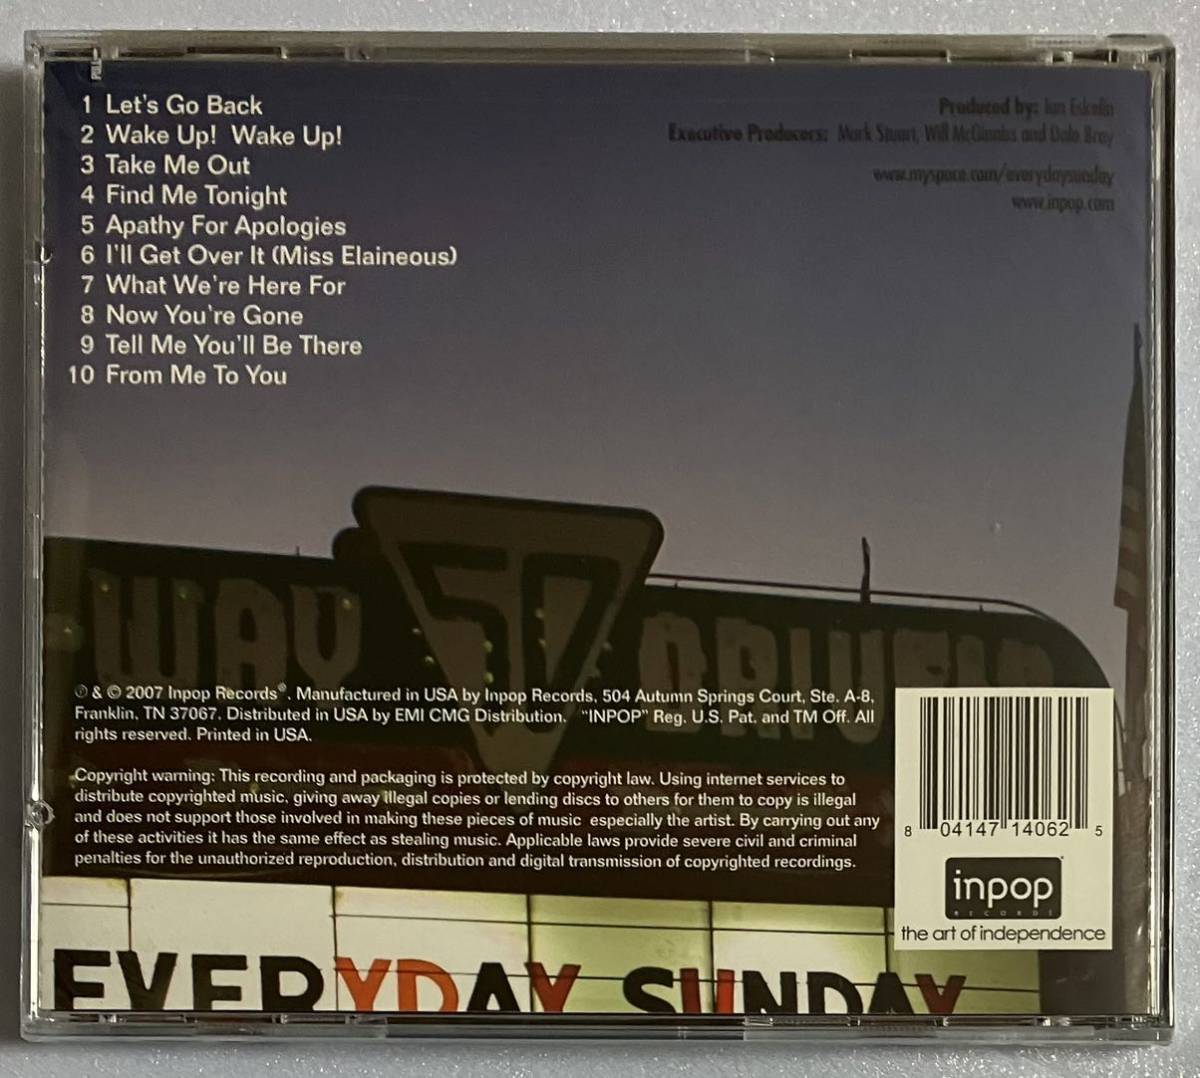 1 Let's Go Back
2 Wake Up! Wake Up!
3 Take Me Out
4 Find Me Tonight
5 Apathy For Apologies
6 I'll Get Over It (Miss Elaineous)
7 What We're Here For
8 Now You're Gone
9 Tell Me You'll Be There
10 From Me To You
Produced by: Ian Eskelin
Executive Producers: Mark Stuart, Will McGinniss and Dale Bray
www.myspace.com/everydaysunday
www.inpop.com
WAY 50 DRIVE IN
℗ & © 2007 Inpop Records®. Manufactured in USA by Inpop Records, 504 Autumn Springs Court, Ste. A-8,
Franklin, TN 37067. Distributed in USA by EMI CMG Distribution. "INPOP" Reg. U.S. Pat. and TM Off. All
rights reserved. Printed in USA.
Copyright warning: This recording and packaging is protected by copyright law. Using internet services to
distribute copyrighted music, giving away illegal copies or lending discs to others for them to copy is illegal
and does not support those involved in making these pieces of music especially the artist. By carrying out any
of these activities it has the same effect as stealing music. Applicable laws provide severe civil and criminal
penalties for the unauthorized reproduction, distribution and digital transmission of copyrighted recordings.
8 04147 14062 5
inpop
RECORDS
the art of independence
EVERYDAY SUNDAY